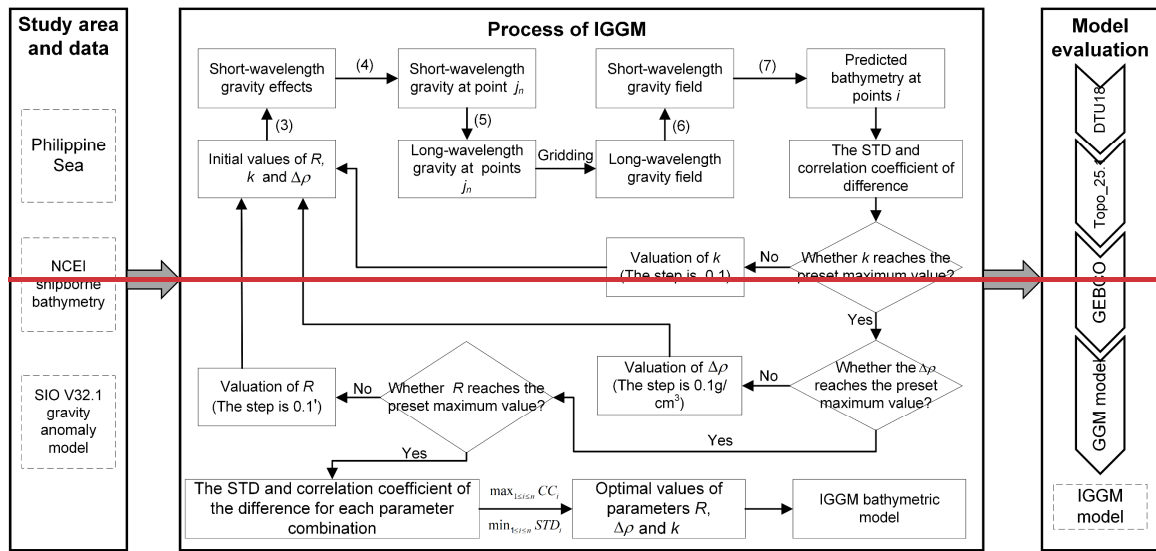 Study area
and data
Philippine
Sea
NCEI
shipborne
bathymetry
SIO V32.1
gravity
anomaly
model
Process of IGGM
Short-wavelength
gravity effects
(4)
Short-wavelength
gravity at point jn
Short-wavelength
gravity field
(7)
Predicted
bathymetry at
points i
(3)
(5)
(6)
Initial values of R,
k and Δρ
Long-wavelength
gravity at points
jn
Gridding
Long-wavelength
gravity field
The STD and
correlation coefficient of
difference
Valuation of k
(The step is 0.1)
No
Whether k reaches the
preset maximum value?
Yes
Valuation of R
(The step is 0.1')
No
Whether R reaches the
preset maximum value?
Valuation of Δρ
(The step is 0.1g/
cm³)
No
Whether the Δρ
reaches the preset
maximum value?
Yes
Yes
The STD and correlation coefficient of
the difference for each parameter
combination
max1≤i≤n CCi
min1≤i≤n STDi
Optimal values of
parameters R,
Δρ and k
IGGM bathymetric
model
Model
evaluation
DTU18
Topo_25.
GEBCO
GGM model
IGGM
model